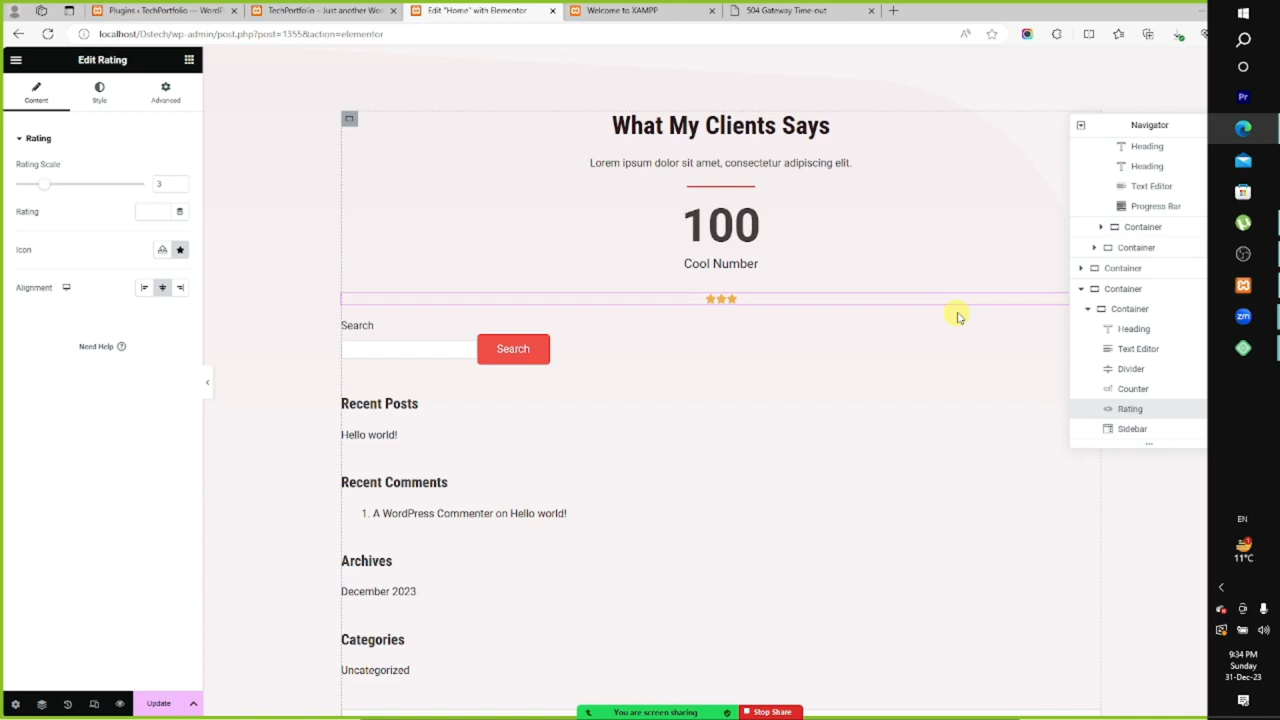 Plugins ‹ TechPortfolio — WordPr
TechPortfolio – Just another Wor
Edit "Home" with Elementor
Welcome to XAMPP
504 Gateway Time-out
localhost/Dstech/wp-admin/post.php?post=1355&action=elementor
Edit Rating
Content
Style
Advanced
Rating
Rating Scale
3
Rating
Icon
Alignment
Need Help
Update
What My Clients Says
Lorem ipsum dolor sit amet, consectetur adipiscing elit.
100
Cool Number
Search
Search
Recent Posts
Hello world!
Recent Comments
1. A WordPress Commenter on Hello world!
Archives
December 2023
Categories
Uncategorized
Navigator
Heading
Heading
Text Editor
Progress Bar
Container
Container
Container
Container
Container
Heading
Text Editor
Divider
Counter
Rating
Sidebar
You are screen sharing
Stop Share
Pr
zm
EN
1
11°C
9:34 PM
Sunday
31-Dec-23